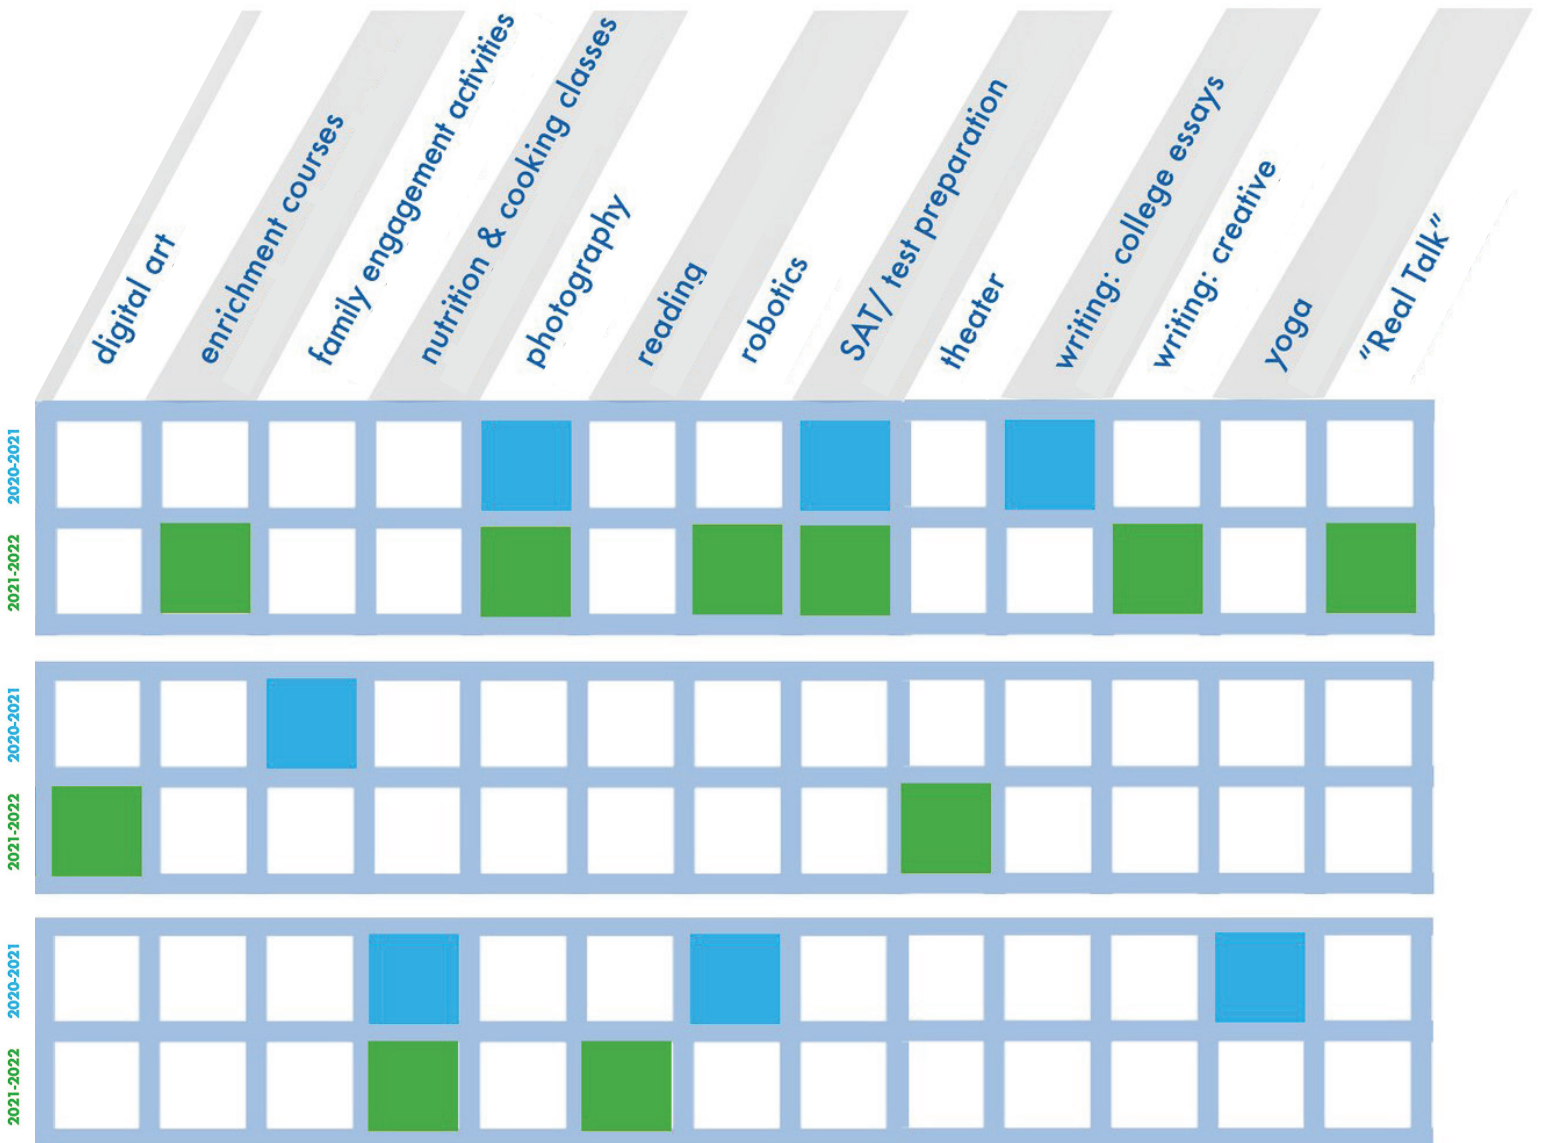 digital art
enrichment courses
family engagement activities
nutrition & cooking classes
photography
reading
robotics
SAT/ test preparation
theater
writing: college essays
writing: creative
yoga
"Real Talk"
2020-2021
2021-2022
2020-2021
2021-2022
2020-2021
2021-2022